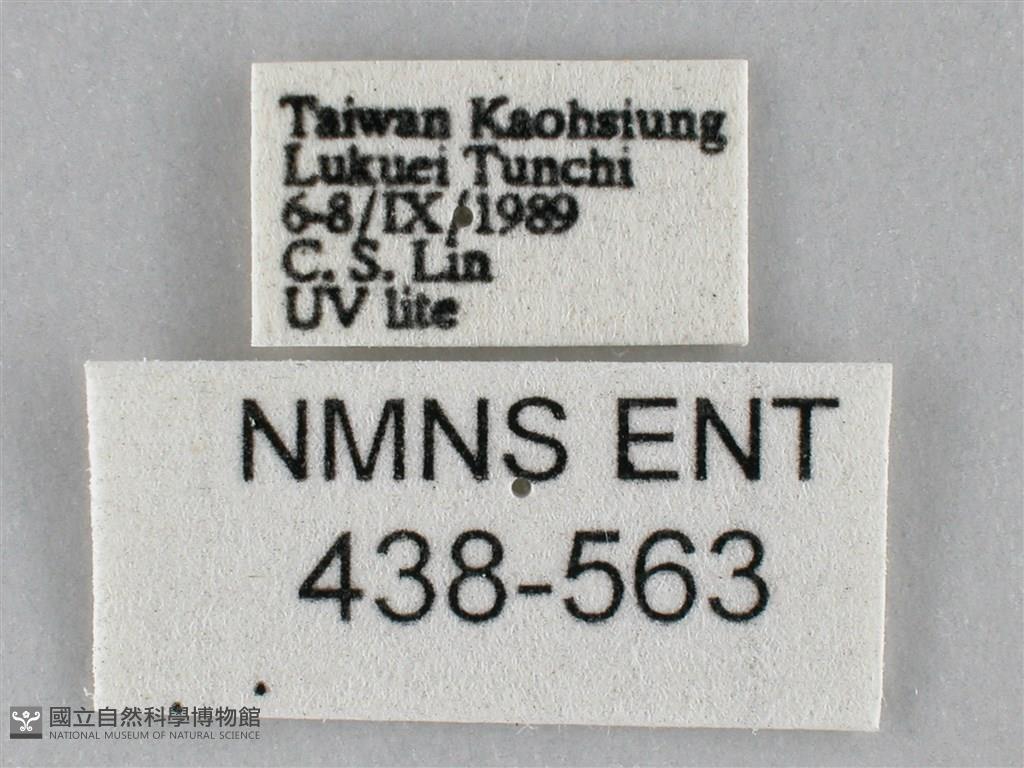 Taiwan Kaohsiung
Lukuei Tunchi
6-8/IX/1989
C. S. Lin
UV lite
NMNS ENT
438-563
國立自然科學博物館
NATIONAL MUSEUM OF NATURAL SCIENCE